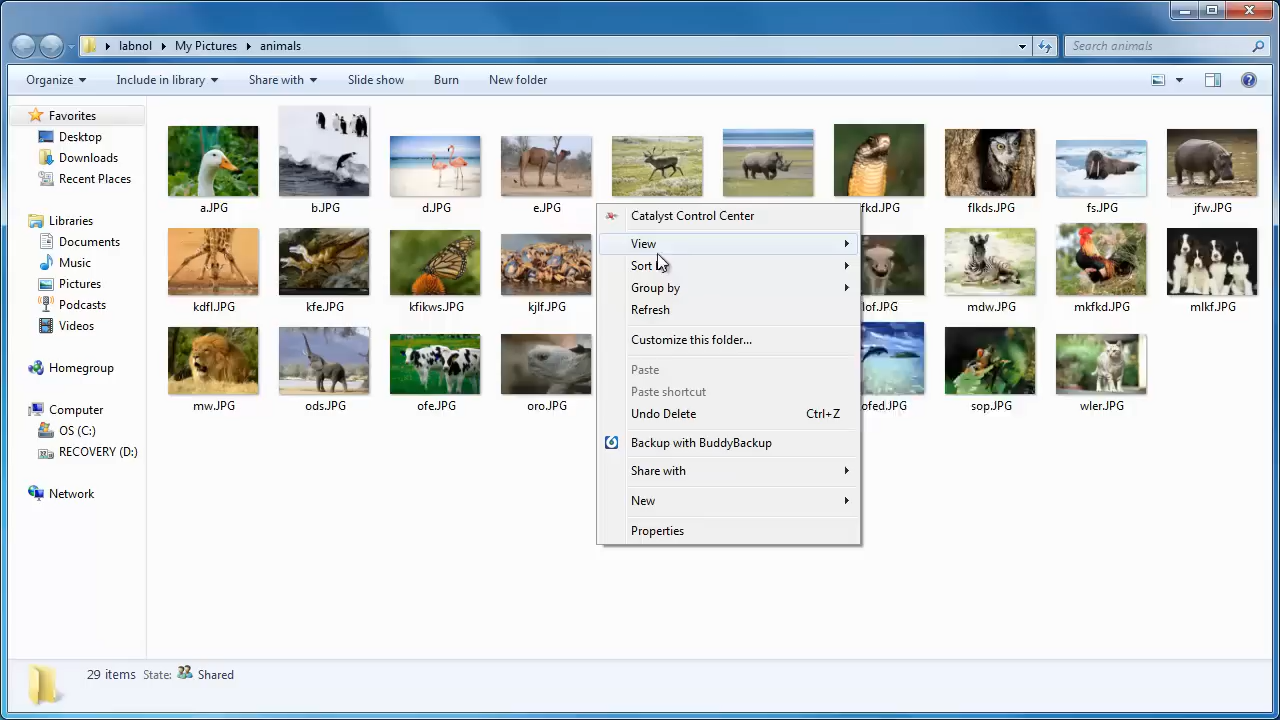 labnol My Pictures animals
Search animals
Organize Include in library Share with Slide show Burn New folder
Favorites
Desktop
Downloads
Recent Places
Libraries
Documents
Music
Pictures
Podcasts
Videos
Homegroup
Computer
OS (C:)
RECOVERY (D:)
Network
a.JPG b.JPG d.JPG e.JPG fkd.JPG flkds.JPG fs.JPG jfw.JPG
kdfl.JPG kfe.JPG kfikws.JPG kjlf.JPG lof.JPG mdw.JPG mkfkd.JPG mlkf.JPG
mw.JPG ods.JPG ofe.JPG oro.JPG ofed.JPG sop.JPG wler.JPG
Catalyst Control Center
View
Sort
Group by
Refresh
Customize this folder...
Paste
Paste shortcut
Undo Delete Ctrl+Z
Backup with BuddyBackup
Share with
New
Properties
29 items State: Shared